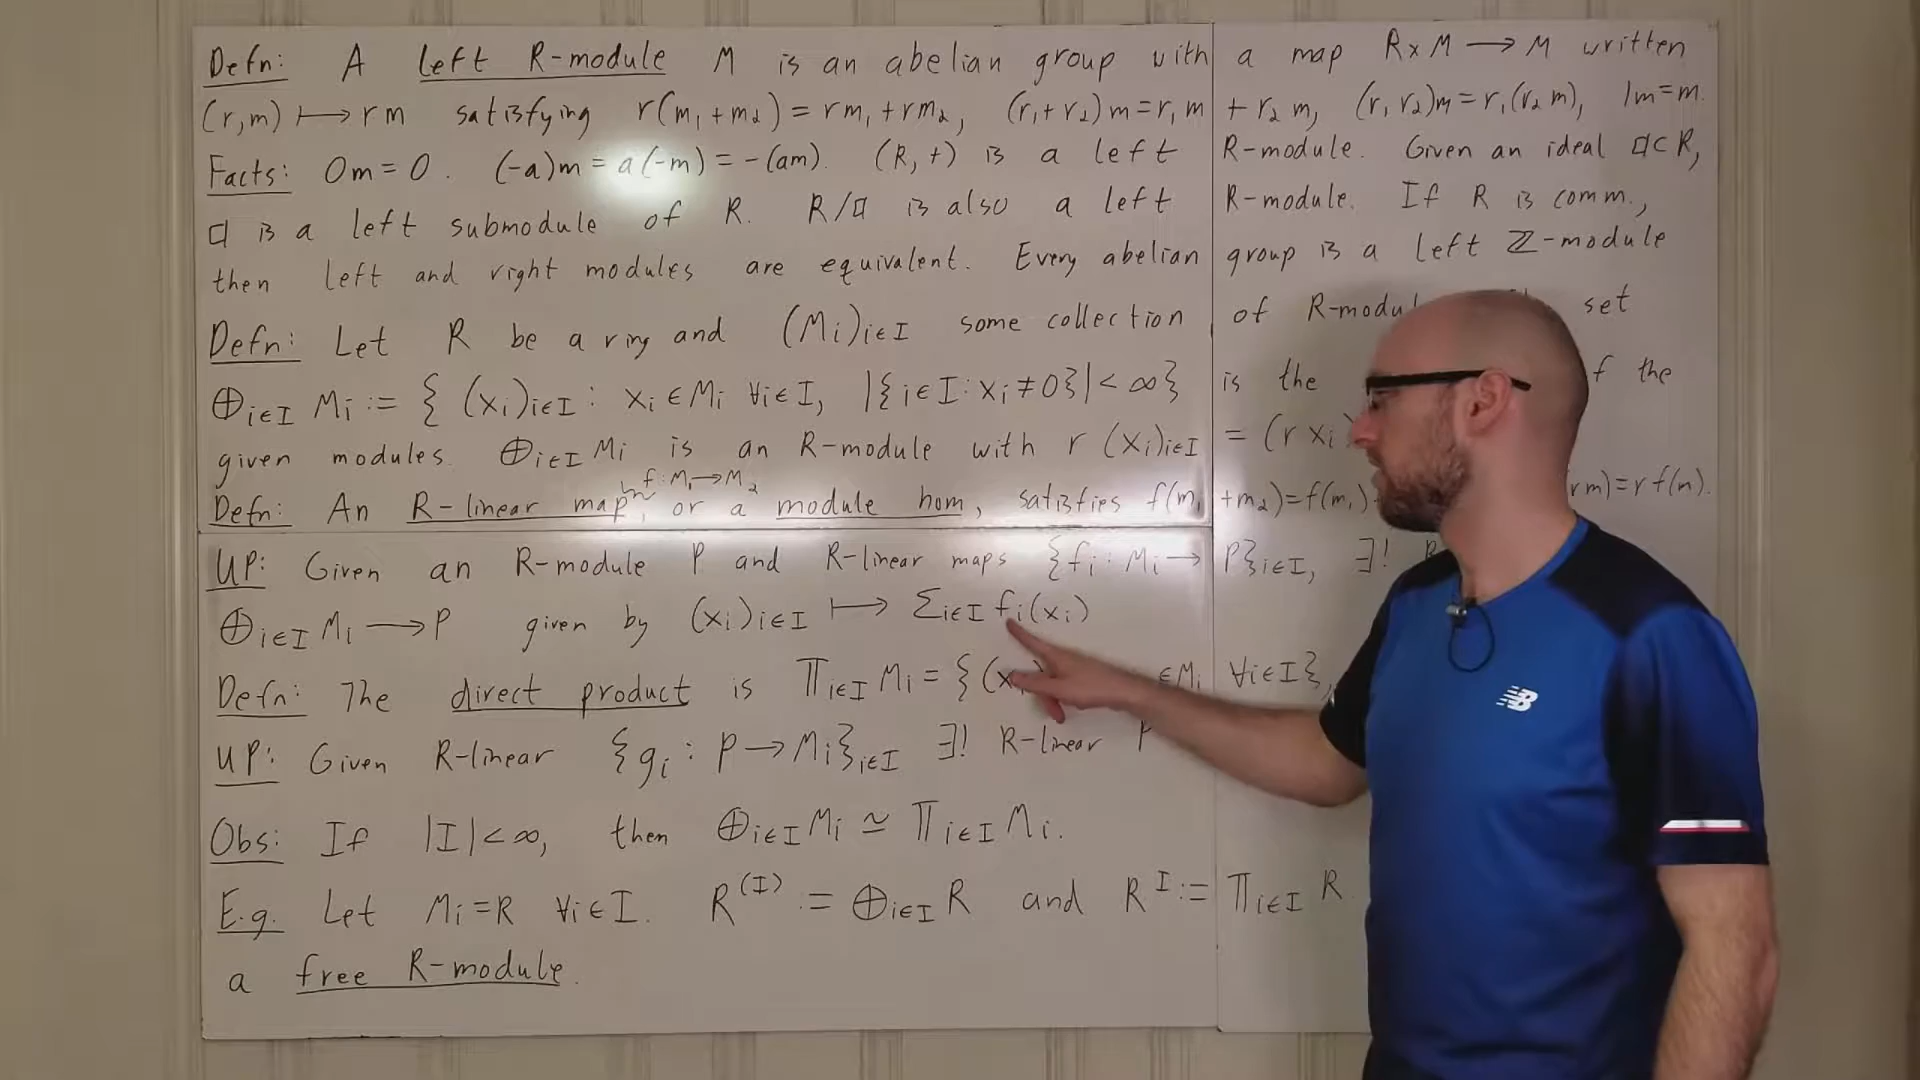 Defn: A left R-module M is an abelian group with a map R×M ⟶ M written
(r,m) ⟼ rm satisfying r(m₁+m₂)=rm₁+rm₂, (r₁+r₂)m=r₁m+r₂m, (r₁r₂)m=r₁(r₂m), 1m=m.
Facts: 0m=0. (-a)m=a(-m)=-(am). (R,+) is a left R-module. Given an ideal 𝔞⊂R,
𝔞 is a left submodule of R. R/𝔞 is also a left R-module. If R is comm.,
then left and right modules are equivalent. Every abelian group is a left ℤ-module
Defn: Let R be a ring and (Mᵢ)i∈I some collection of R-modu set
⊕i∈I Mᵢ := { (xᵢ)i∈I : xᵢ∈Mᵢ ∀i∈I, |{i∈I: xᵢ≠0}|<∞} is the f the
given modules. ⊕i∈I Mᵢ is an R-module with r (xᵢ)i∈I = (r xᵢ)
f: M₁→M₂
Defn: An R-linear map, or a module hom, satisfies f(m₁+m₂)=f(m₁) rm)=r f(m).
UP: Given an R-module P and R-linear maps {fᵢ: Mᵢ → P}i∈I, ∃!
⊕i∈I Mᵢ ⟶ P given by (xᵢ)i∈I ⟼ Σi∈I fᵢ(xᵢ)
Defn: The direct product is ∏i∈I Mᵢ = {(xᵢ) ∈Mᵢ ∀i∈I},
UP: Given R-linear {gᵢ: P→Mᵢ}i∈I ∃! R-linear P
Obs: If |I|<∞, then ⊕i∈I Mᵢ ≃ ∏i∈I Mᵢ.
E.g. Let Mᵢ=R ∀i∈I. R^(I) := ⊕i∈I R and R^I := ∏i∈I R
a free R-module.